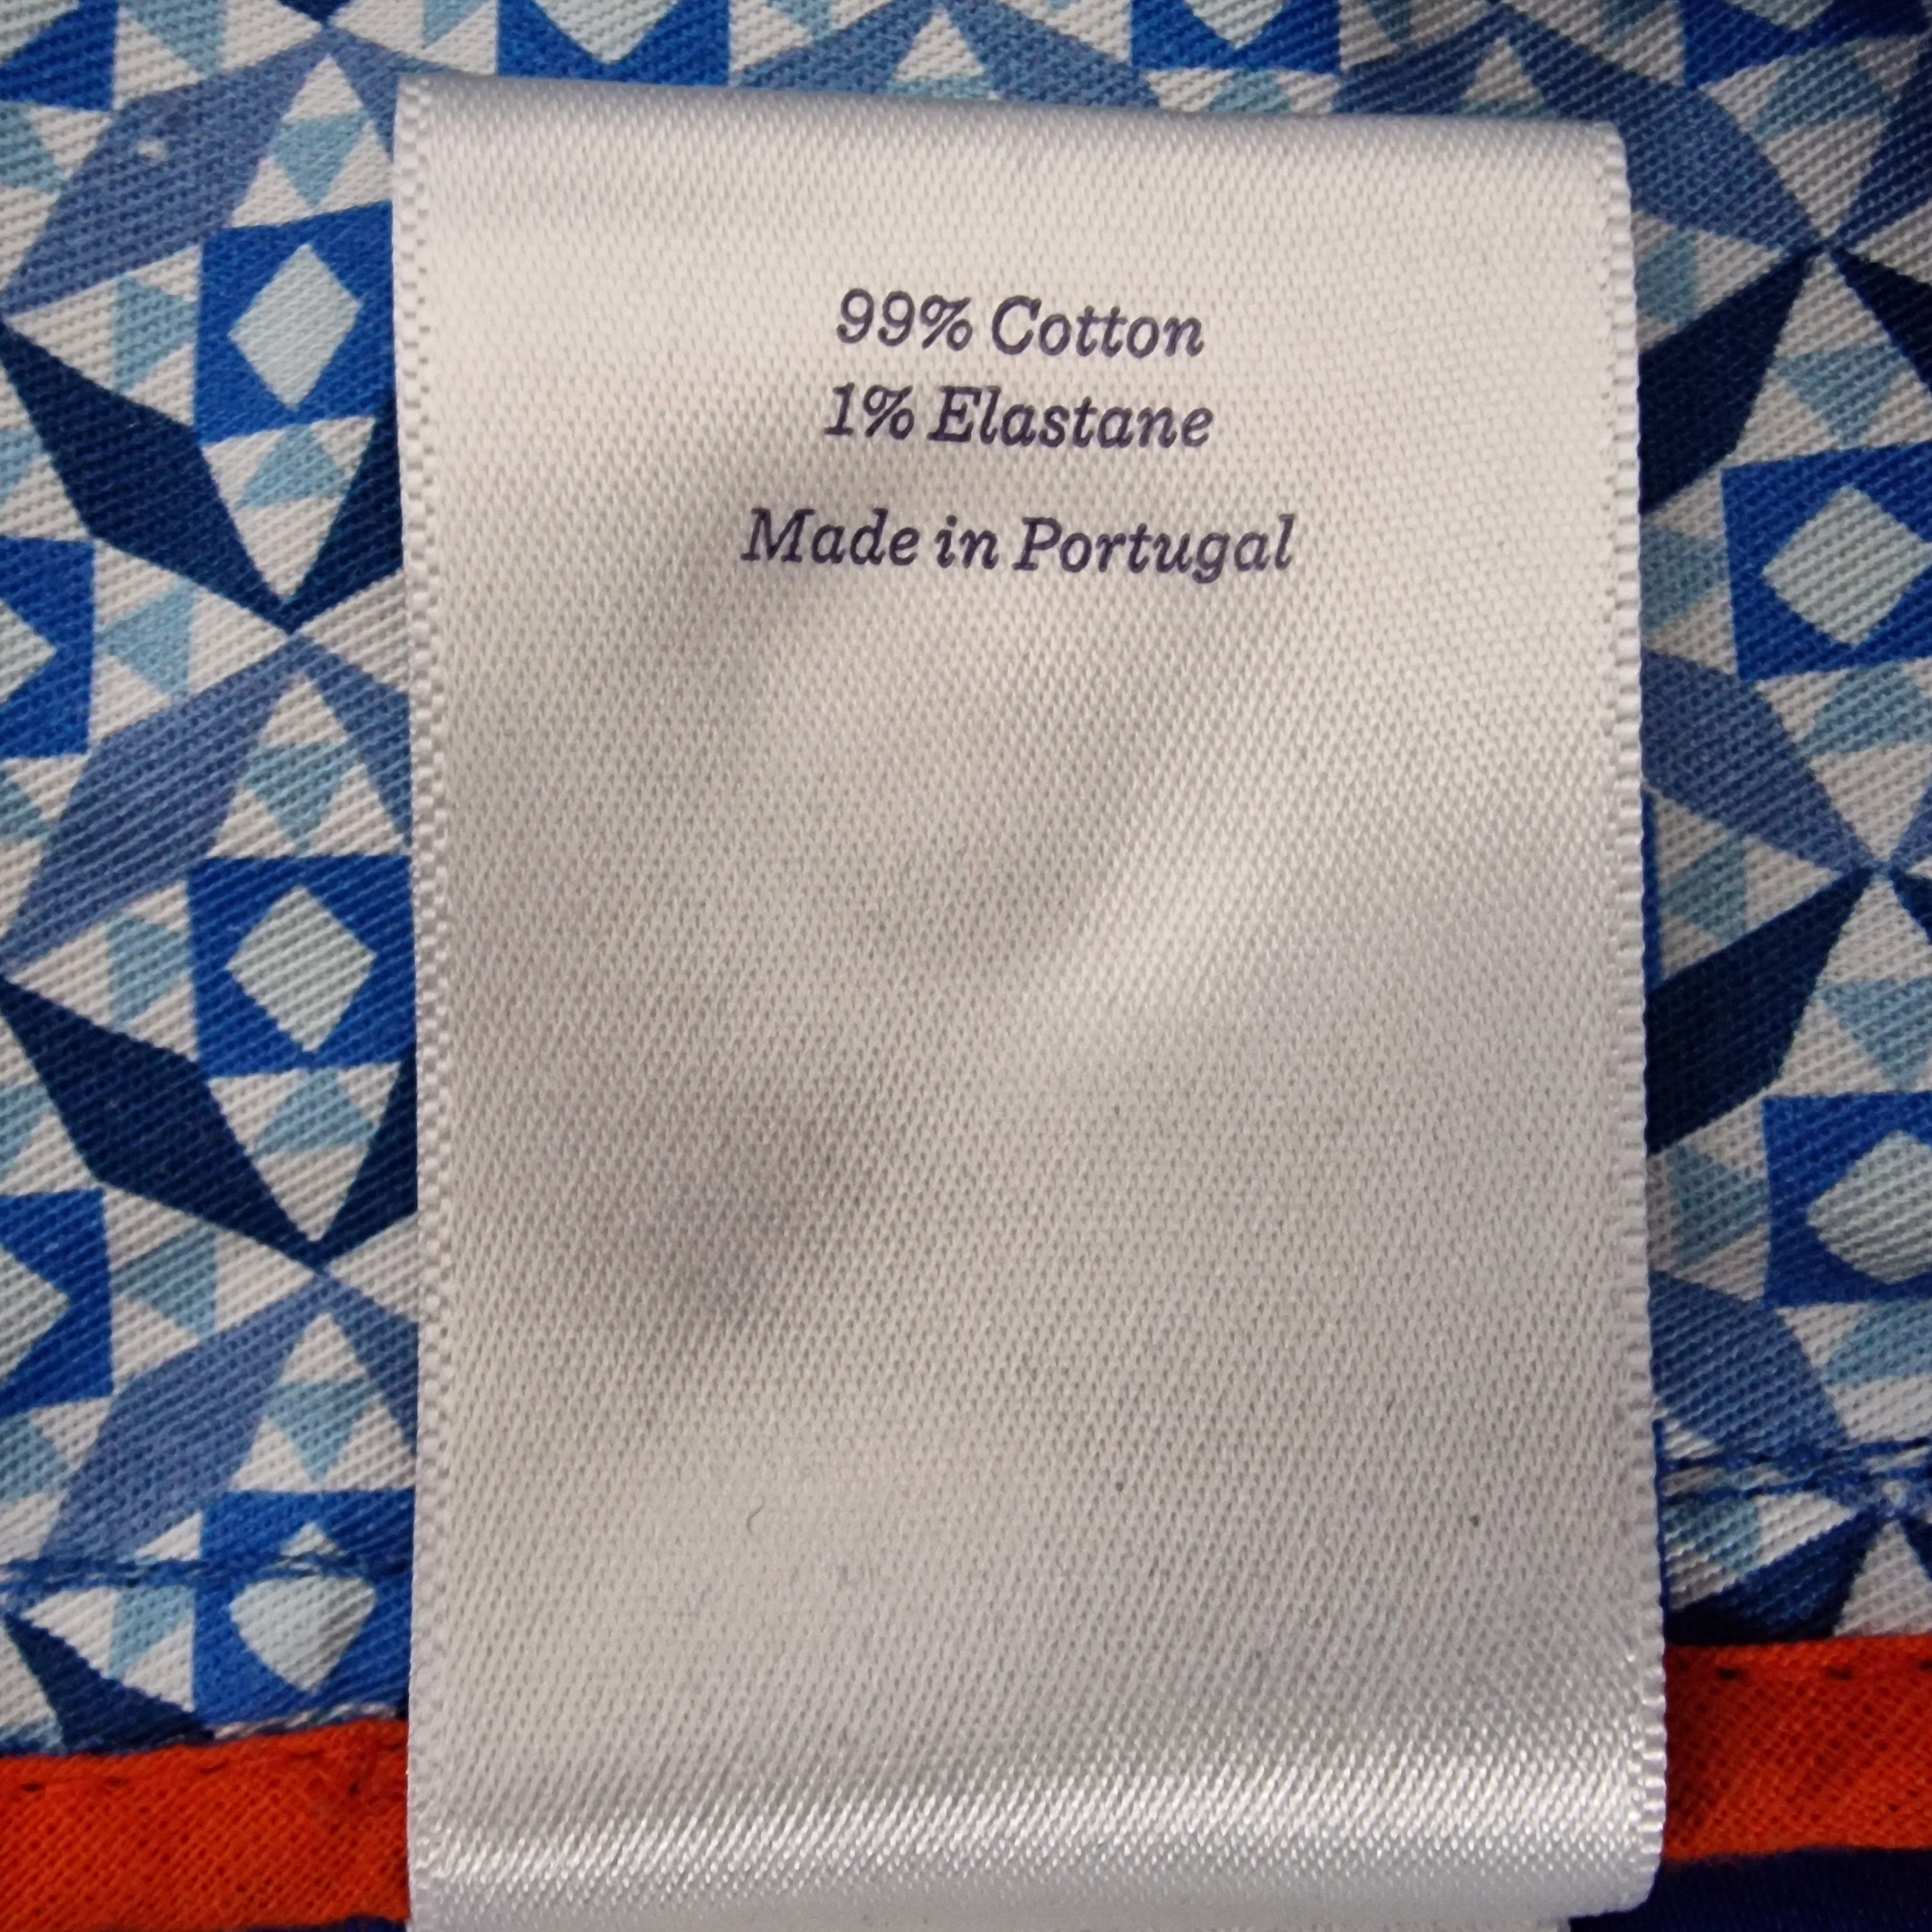 99% Cotton
1% Elastane
Made in Portugal